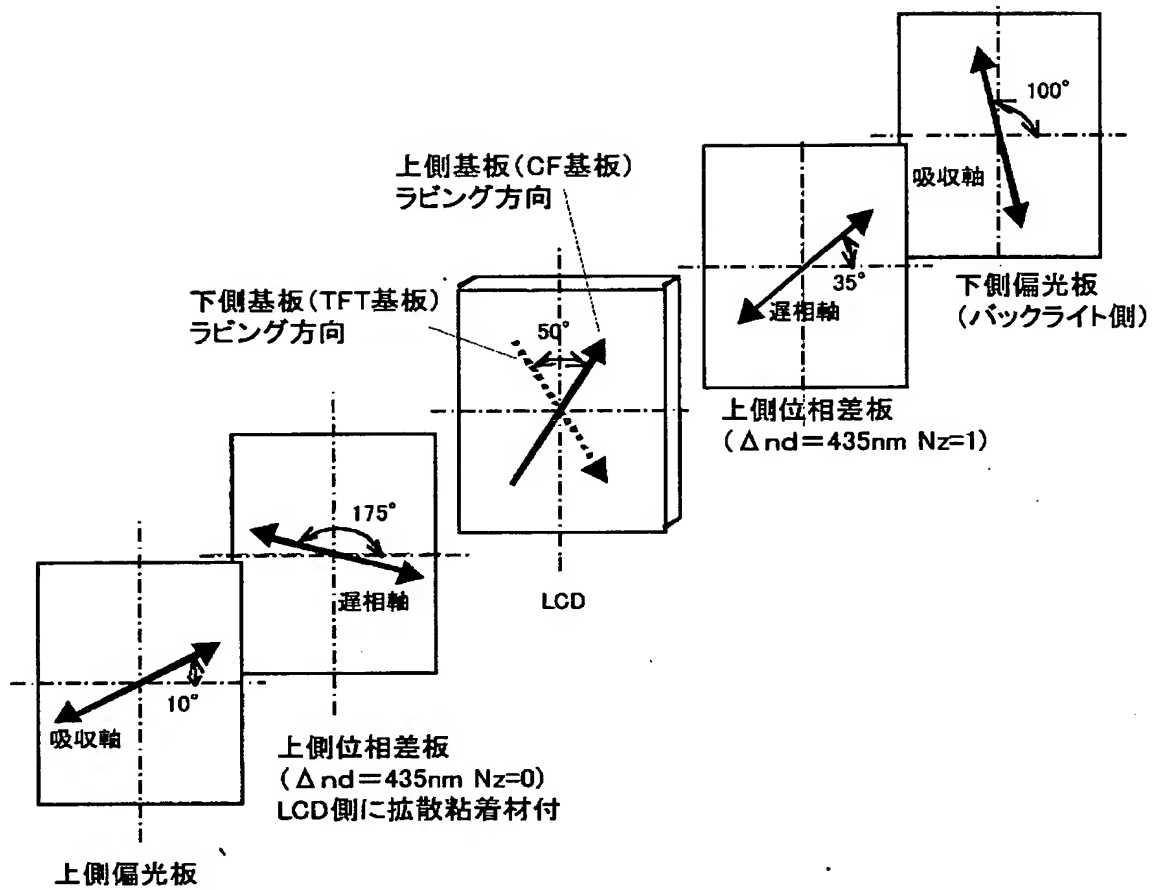 100°
吸収軸
下側偏光板
(バックライト側)
上側基板(CF基板)
ラビング方向
35°
遅相軸
上側位相差板
(Δnd=435nm Nz=1)
下側基板(TFT基板)
ラビング方向
50°
LCD
175°
遅相軸
上側位相差板
(Δnd=435nm Nz=0)
LCD側に拡散粘着材付
10°
吸収軸
上側偏光板